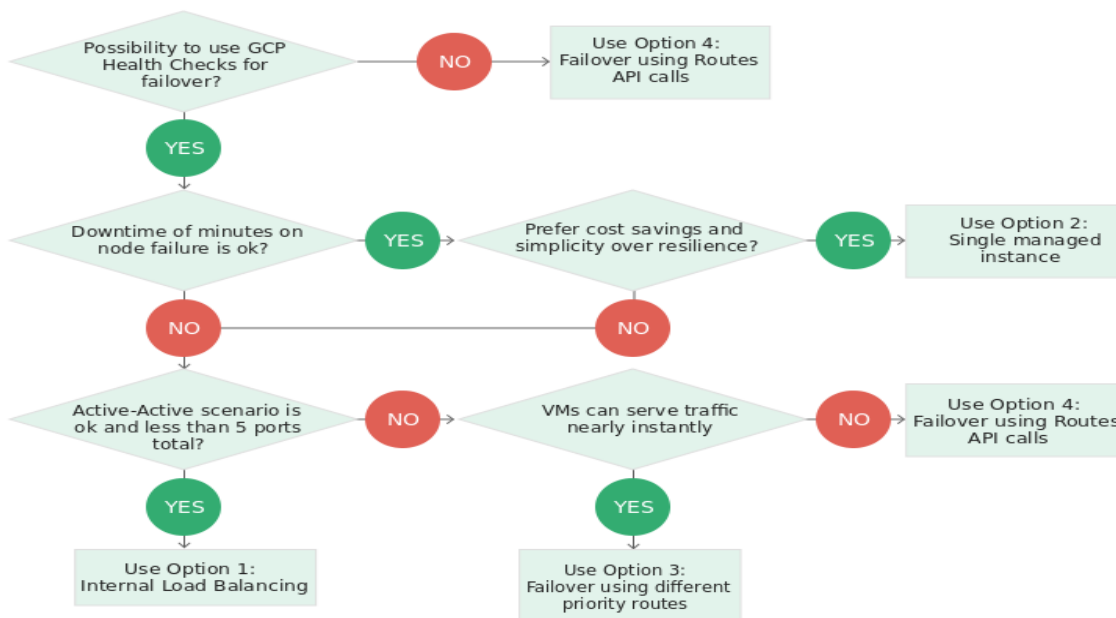 Possibility to use GCP
Health Checks for
failover?
NO
Use Option 4:
Failover using Routes
API calls
YES
Downtime of minutes on
node failure is ok?
YES
Prefer cost savings and
simplicity over resilience?
YES
Use Option 2:
Single managed
instance
NO
NO
Active-Active scenario is
ok and less than 5 ports
total?
NO
VMs can serve traffic
nearly instantly
NO
Use Option 4:
Failover using Routes
API calls
YES
YES
Use Option 1:
Internal Load Balancing
Use Option 3:
Failover using different
priority routes